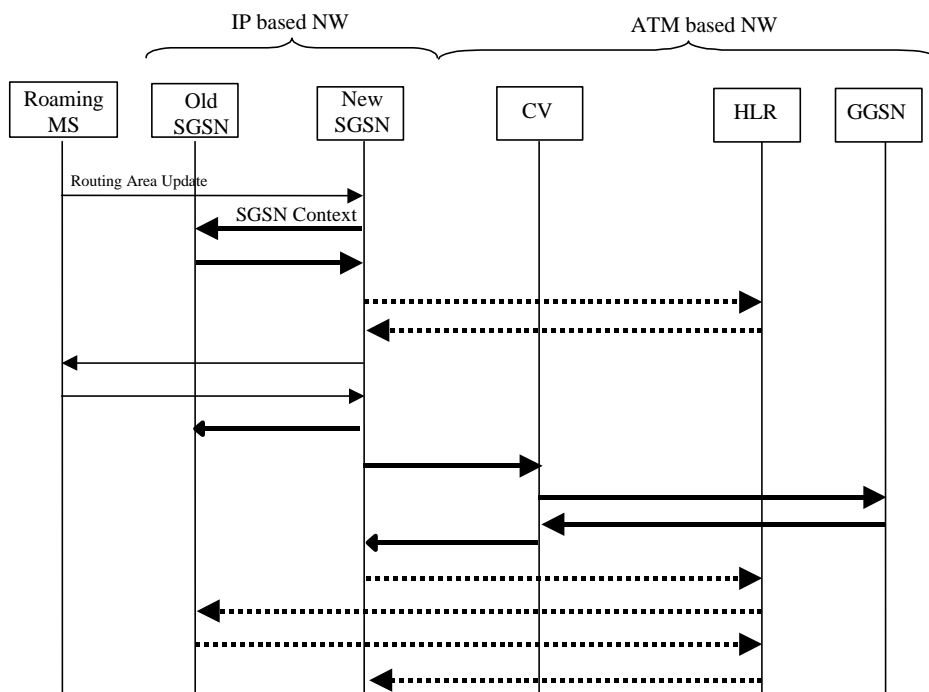 IP based NW
ATM based NW
Roaming
MS
Old
SGSN
New
SGSN
CV
HLR
GGSN
Routing Area Update
SGSN Context